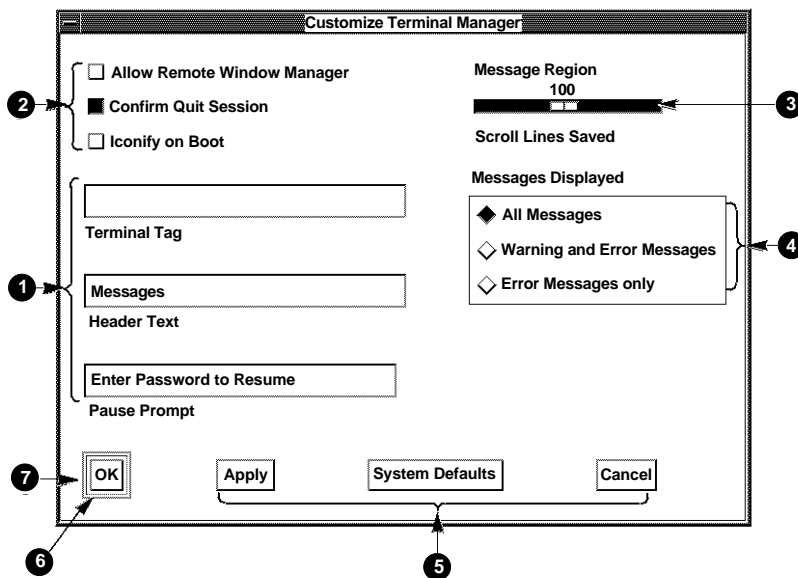 Customize Terminal Manager
Allow Remote Window Manager
2
Confirm Quit Session
Iconify on Boot
Message Region
100
3
Scroll Lines Saved
Messages Displayed
All Messages
Warning and Error Messages
4
Error Messages only
Terminal Tag
1
Messages
Header Text
Enter Password to Resume
Pause Prompt
7
OK
Apply
System Defaults
Cancel
6
5